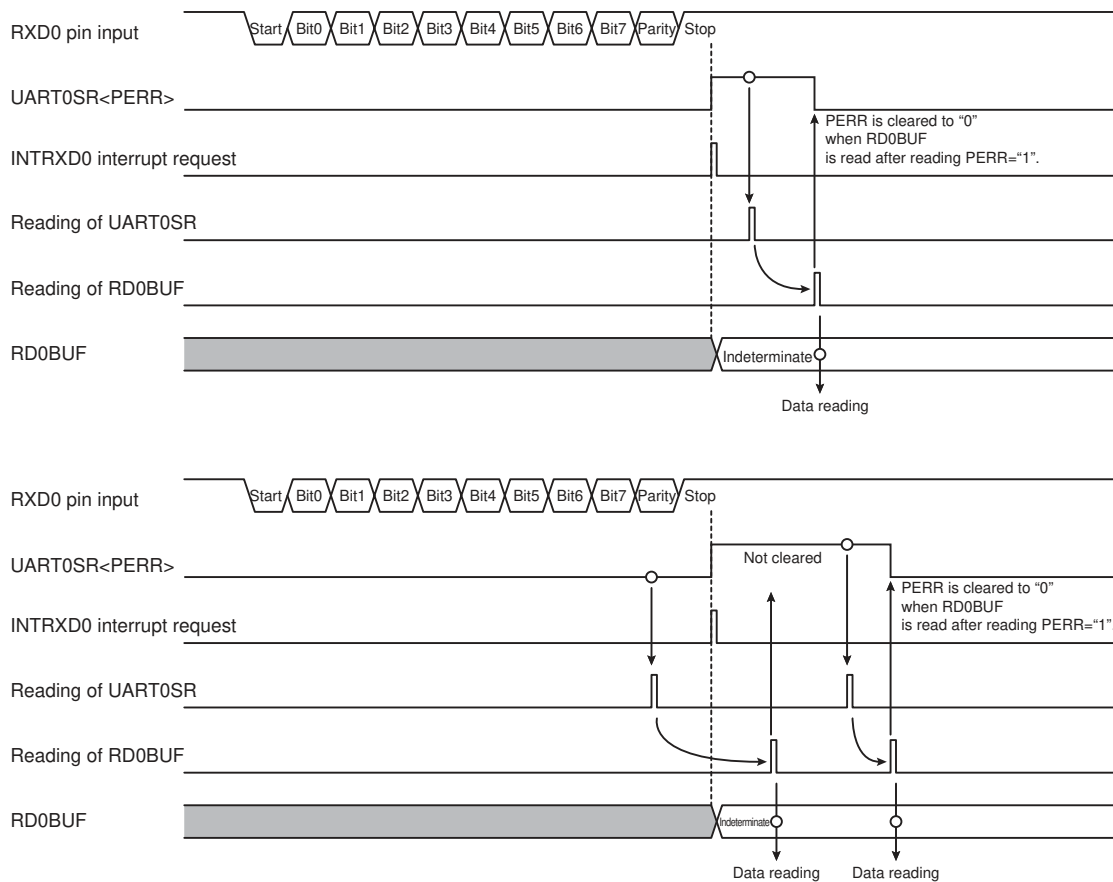 RXD0 pin input
Start Bit0 Bit1 Bit2 Bit3 Bit4 Bit5 Bit6 Bit7 Parity Stop
UART0SR<PERR>
PERR is cleared to “0”
when RD0BUF
is read after reading PERR=“1”.
INTRXD0 interrupt request
Reading of UART0SR
Reading of RD0BUF
RD0BUF
Indeterminate
Data reading
RXD0 pin input
Start Bit0 Bit1 Bit2 Bit3 Bit4 Bit5 Bit6 Bit7 Parity Stop
UART0SR<PERR>
Not cleared
PERR is cleared to “0”
when RD0BUF
is read after reading PERR=“1”.
INTRXD0 interrupt request
Reading of UART0SR
Reading of RD0BUF
RD0BUF
Indeterminate
Data reading Data reading